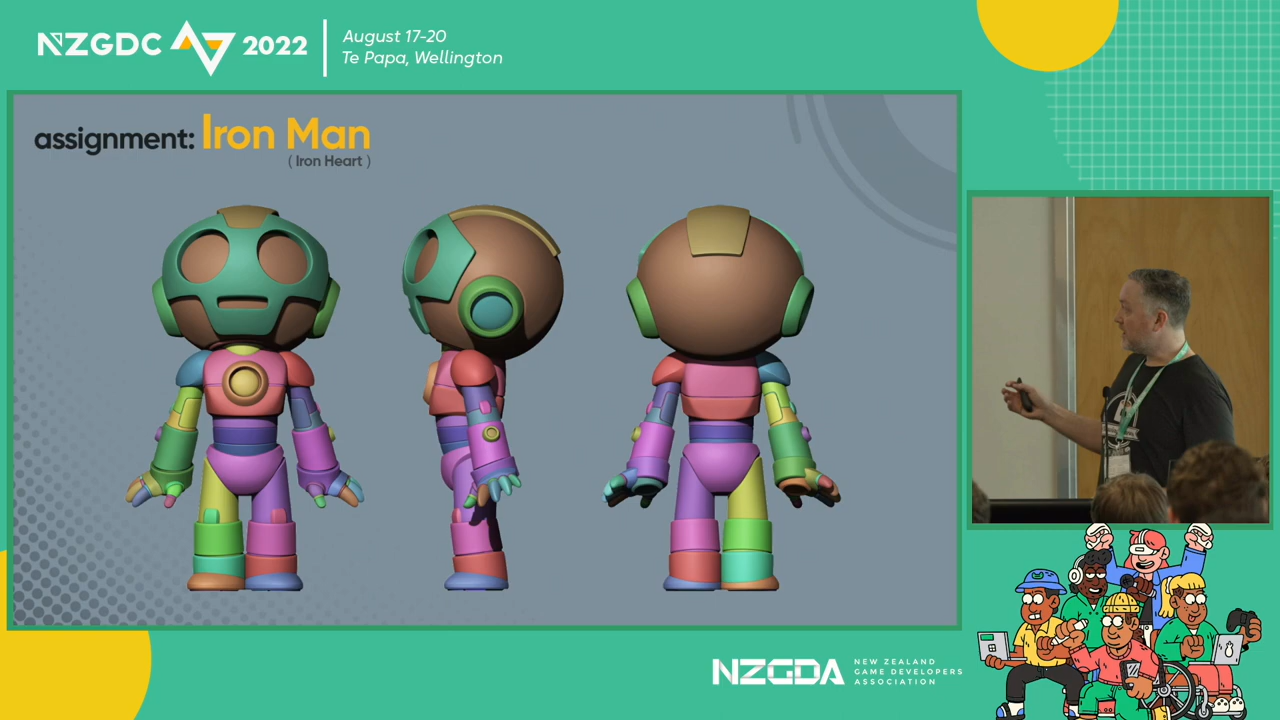 NZGDC 2022
August 17-20
Te Papa, Wellington
assignment: Iron Man
( Iron Heart )
NZGDA
NEW ZEALAND
GAME DEVELOPERS
ASSOCIATION